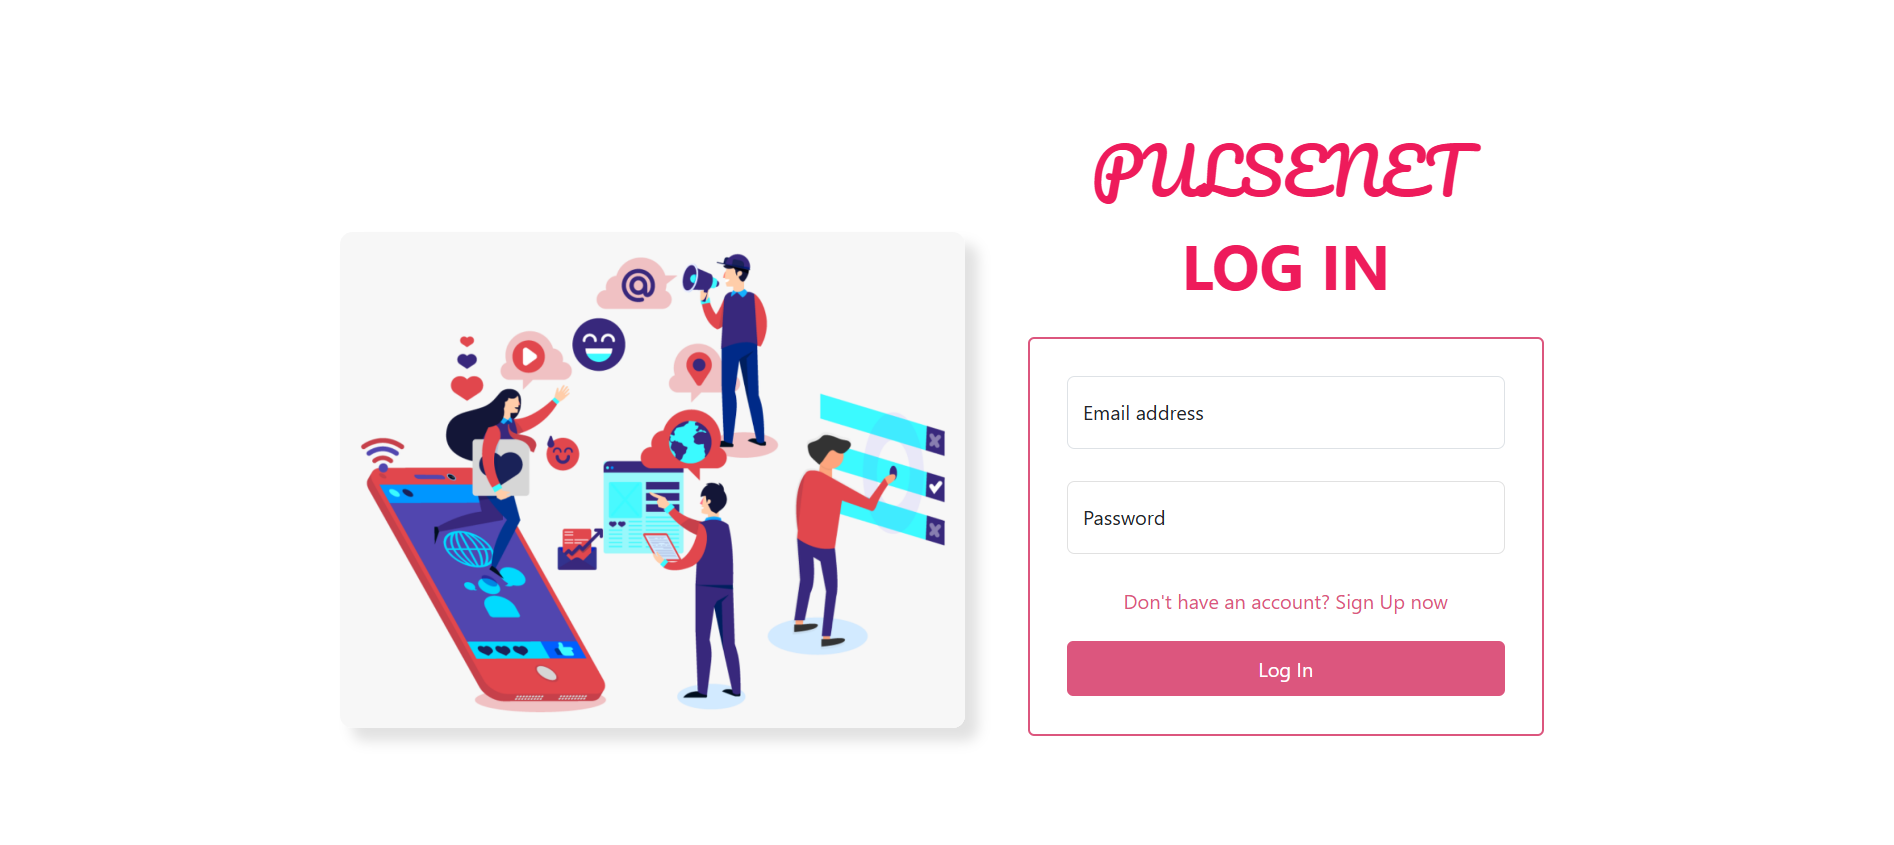 PULSENET
LOG IN
Email address
Password
Don't have an account? Sign Up now
Log In